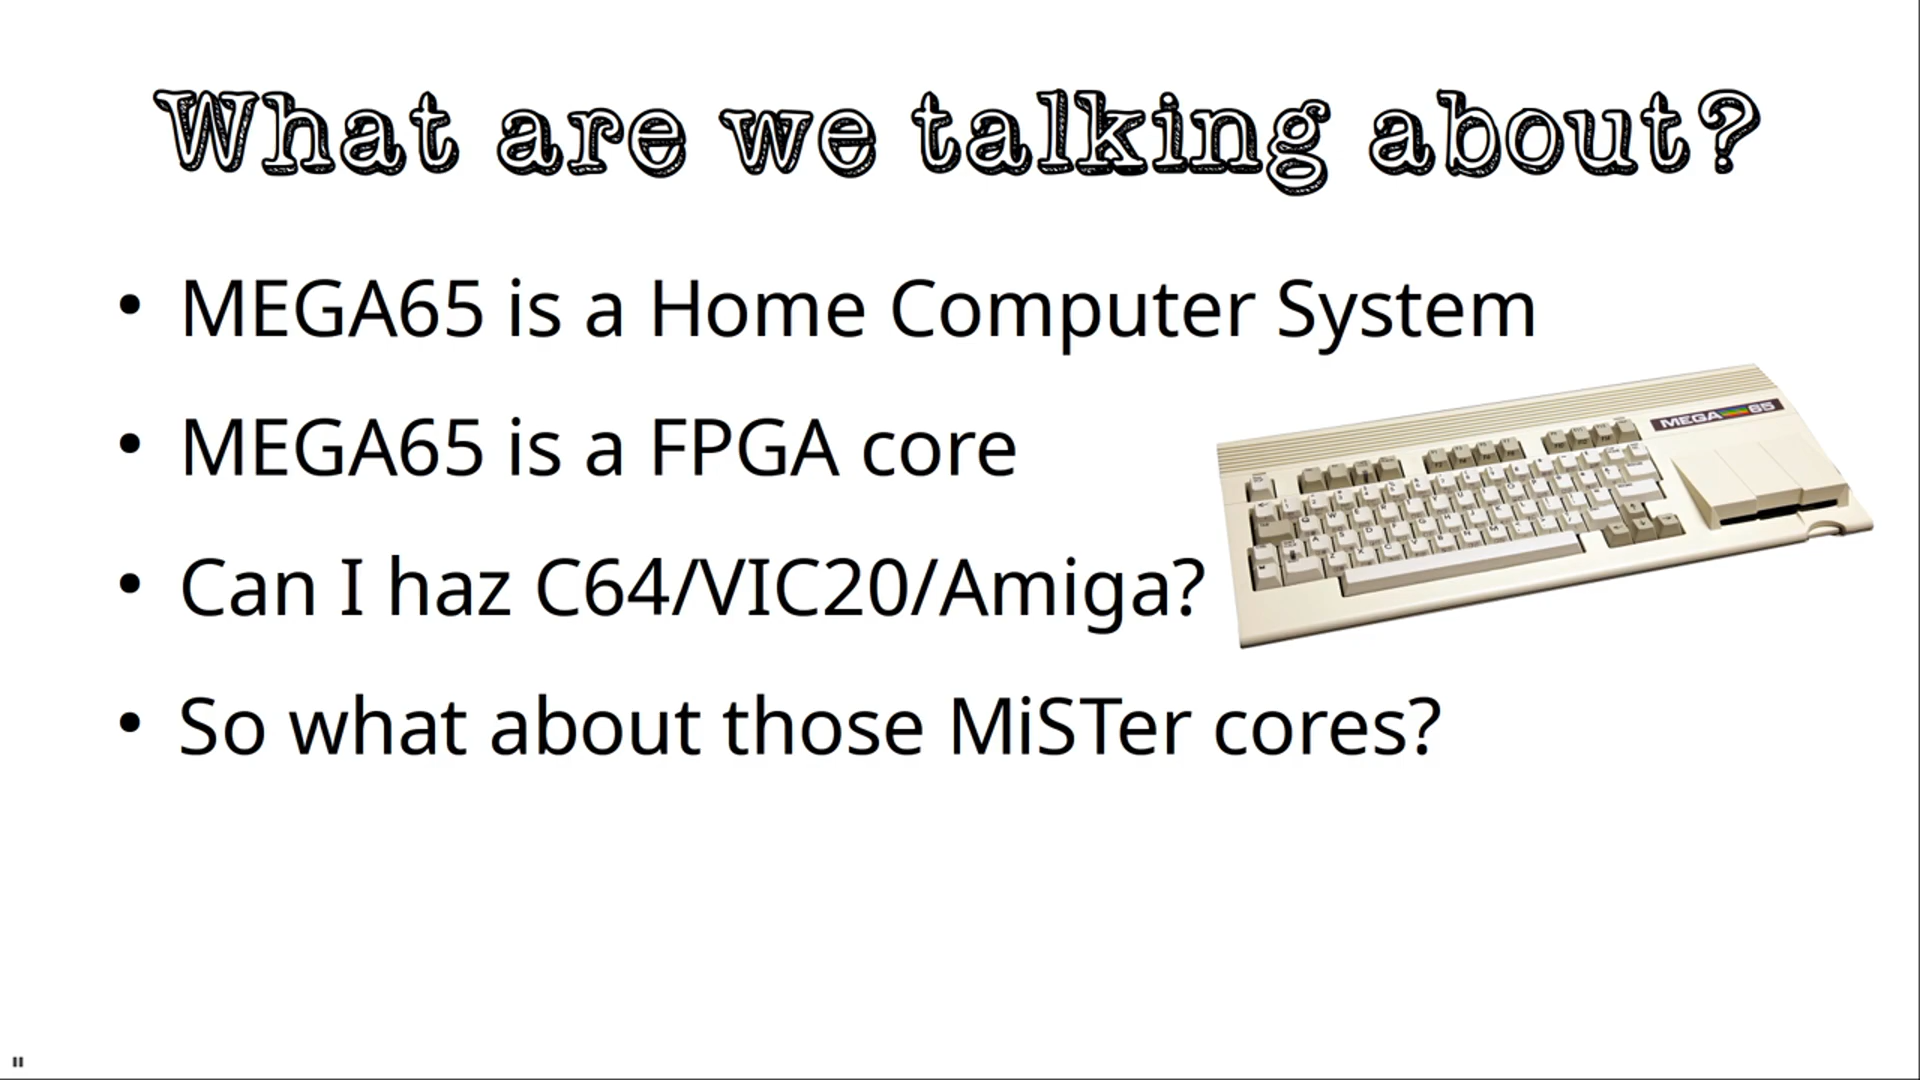 What are we talking about?
• MEGA65 is a Home Computer System
• MEGA65 is a FPGA core
MEGA 65
• Can I haz C64/VIC20/Amiga?
• So what about those MiSTer cores?